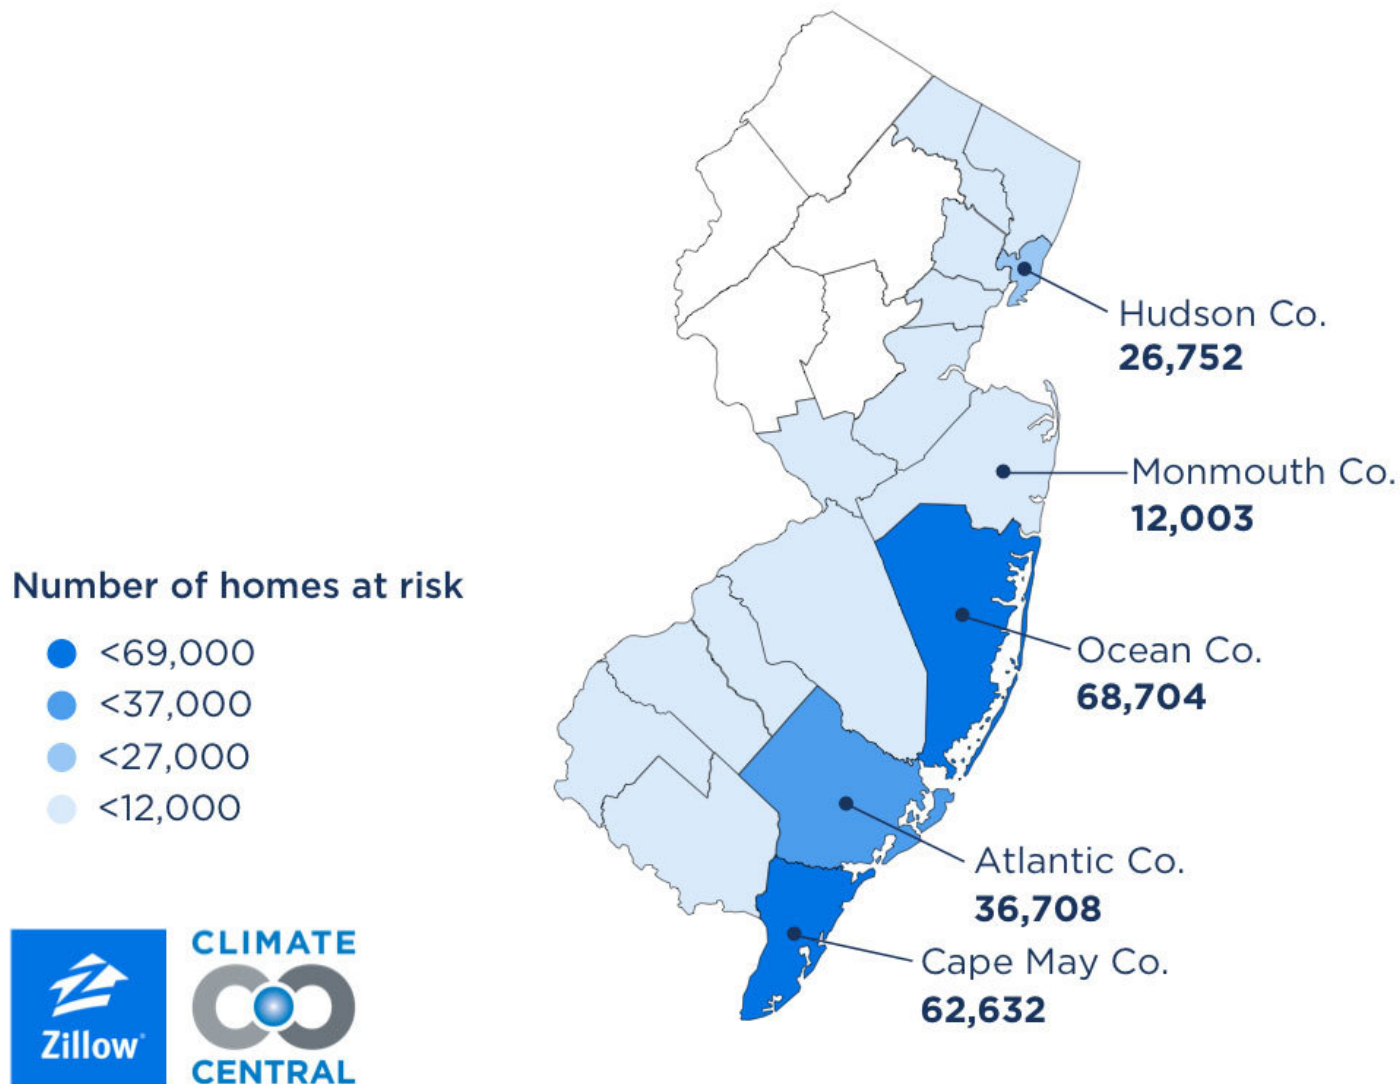 Hudson Co.
26,752
Monmouth Co.
12,003
Ocean Co.
68,704
Atlantic Co.
36,708
Cape May Co.
62,632
Number of homes at risk
<69,000
<37,000
<27,000
<12,000
Zillow®
CLIMATE
CENTRAL